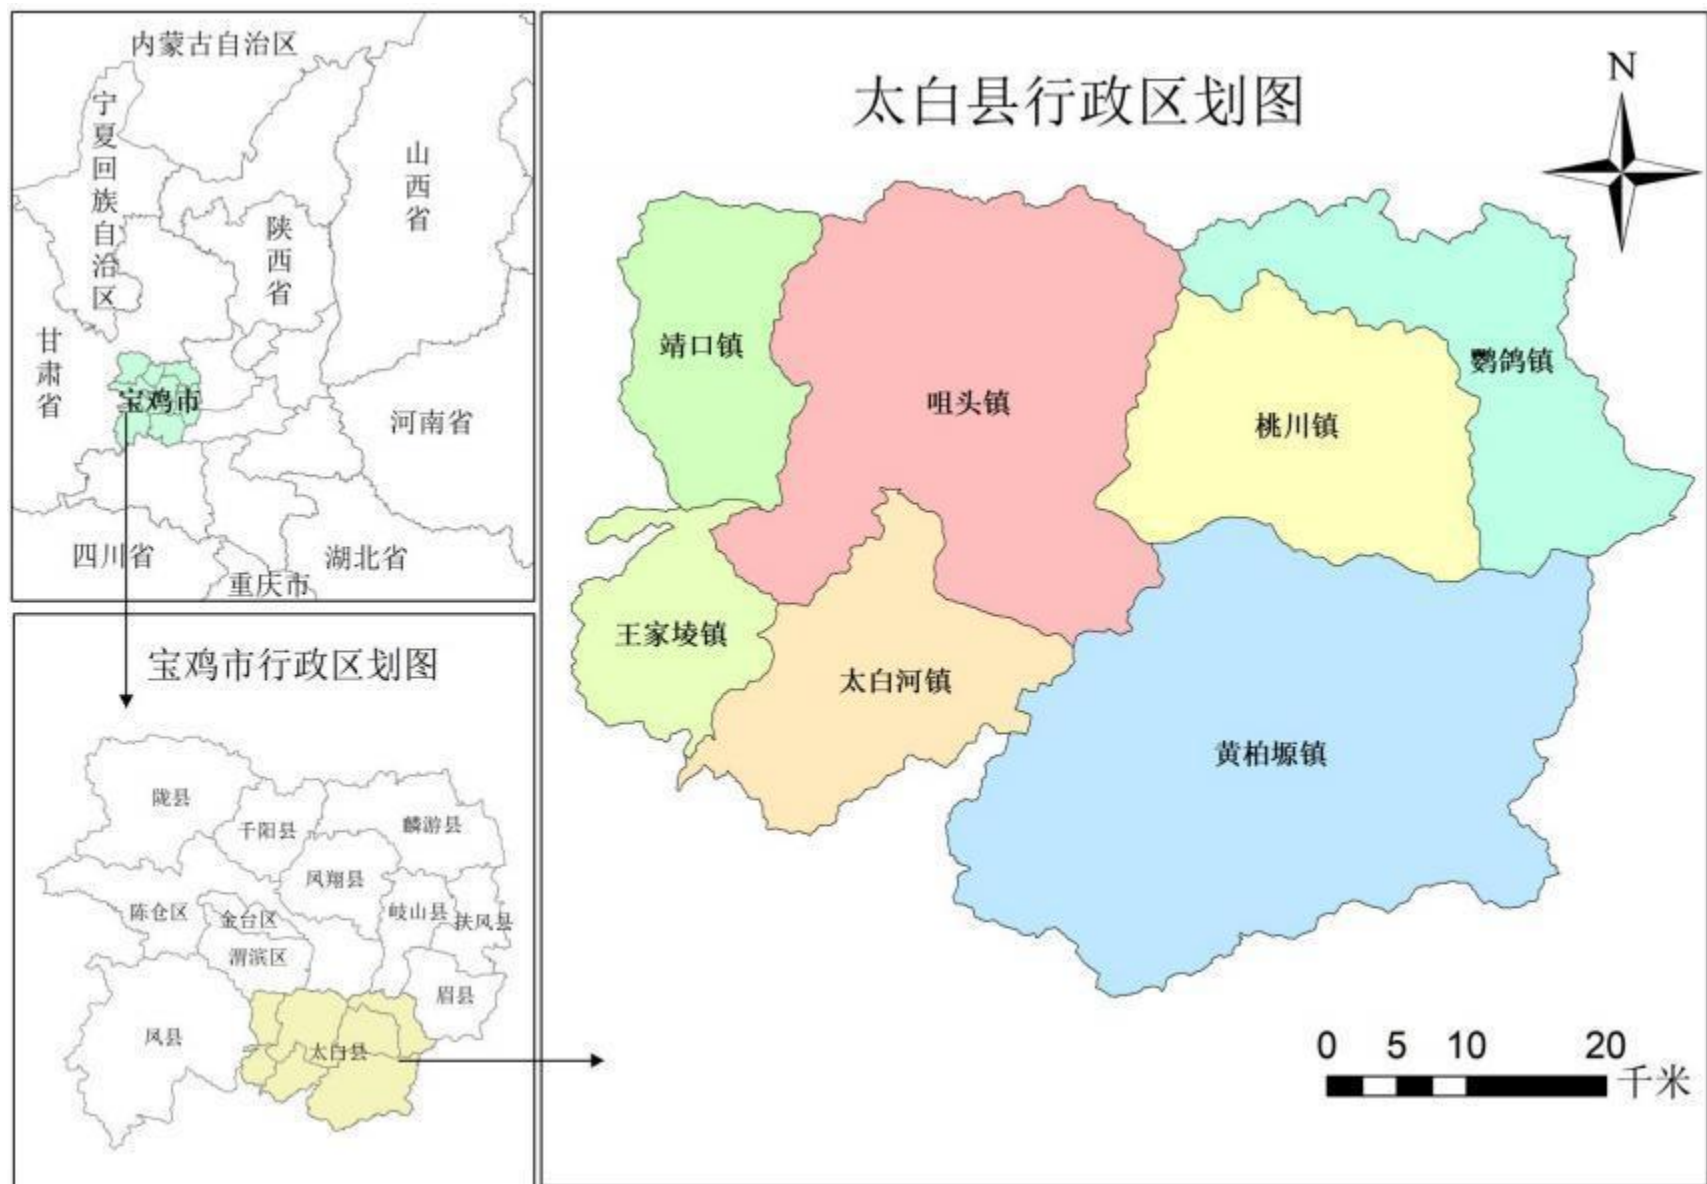 内蒙古自治区
宁夏回族自治区
山西省
陕西省
甘肃省
宝鸡市
河南省
四川省
湖北省
重庆市
宝鸡市行政区划图
陇县
千阳县
麟游县
凤翔县
陈仓区
金台区
岐山县
扶风县
渭滨区
眉县
凤县
太白县
太白县行政区划图
N
靖口镇
鹦鸽镇
咀头镇
桃川镇
王家堎镇
太白河镇
黄柏塬镇
0 5 10 20
千米